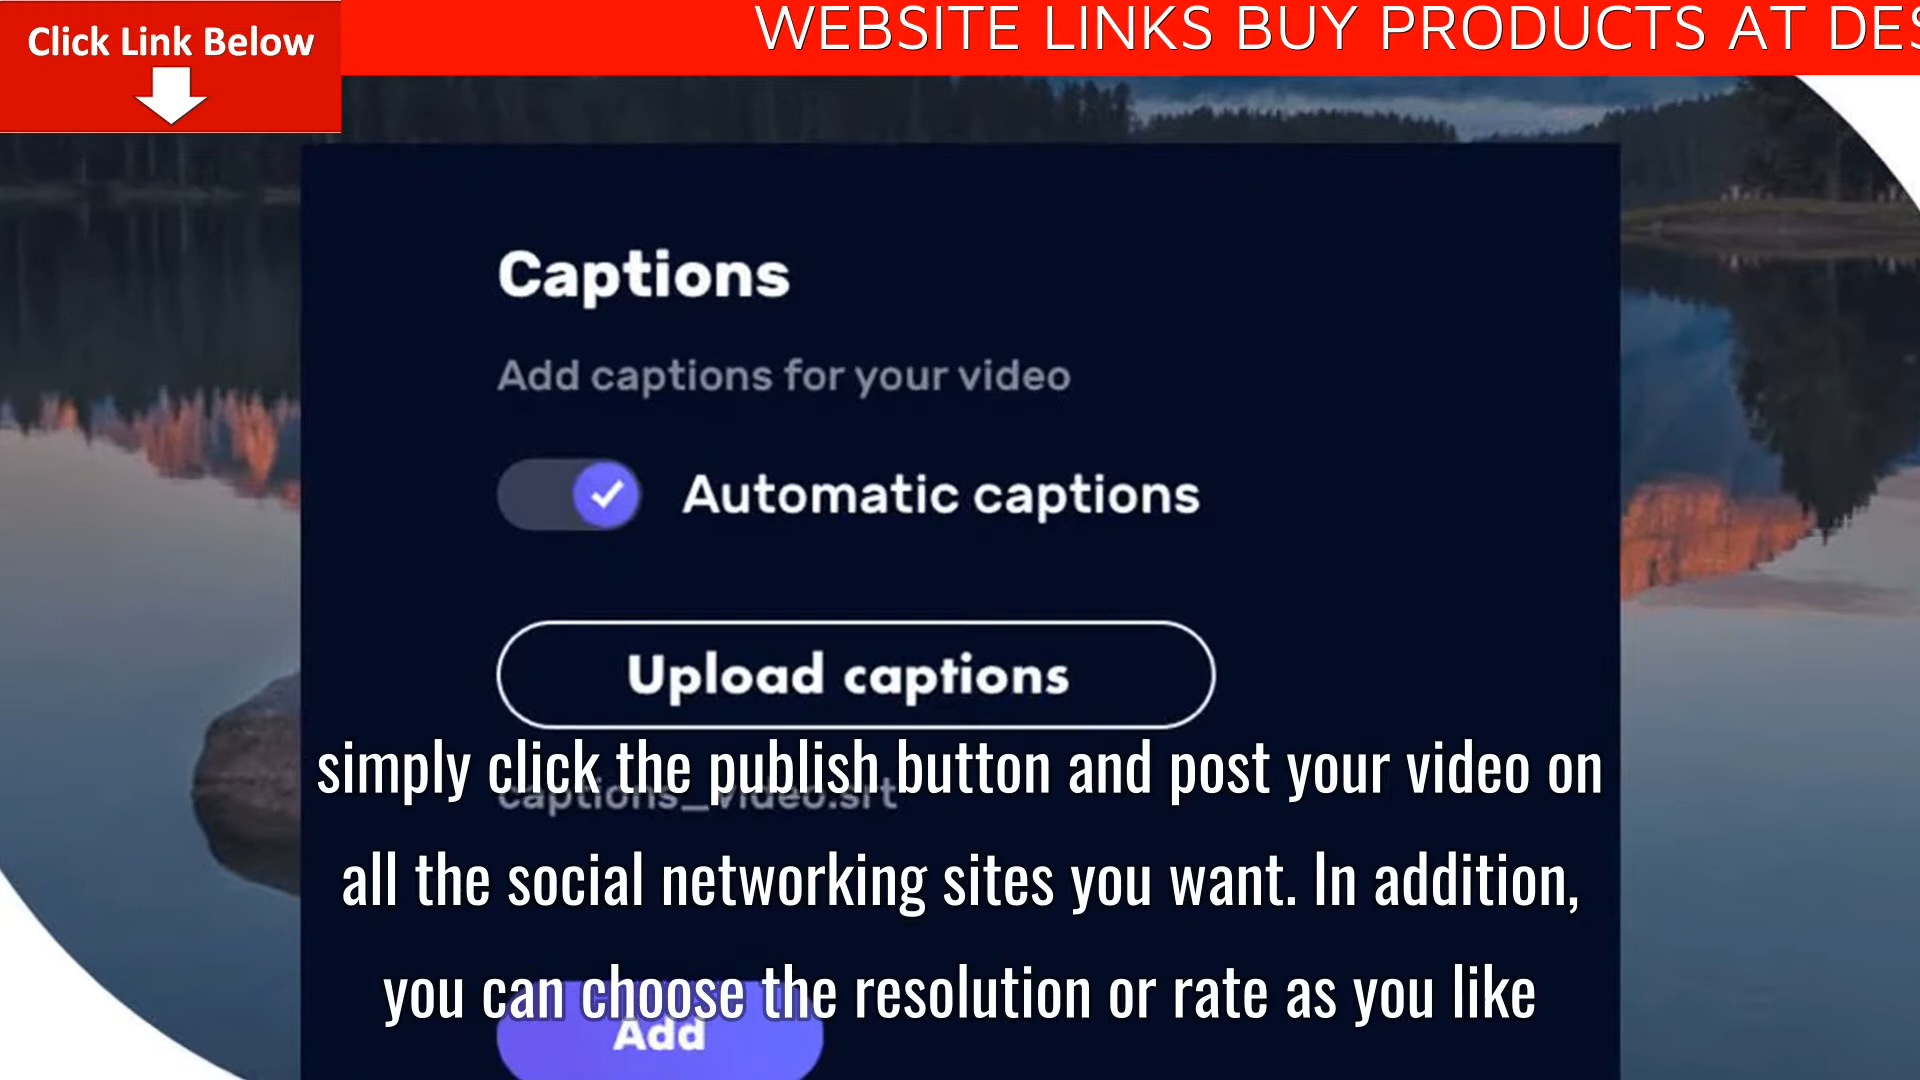 Click Link Below
WEBSITE LINKS BUY PRODUCTS AT DES
Captions
Add captions for your video
Automatic captions
Upload captions
captions_video.srt
simply click the publish button and post your video on
all the social networking sites you want. In addition,
you can choose the resolution or rate as you like
Add